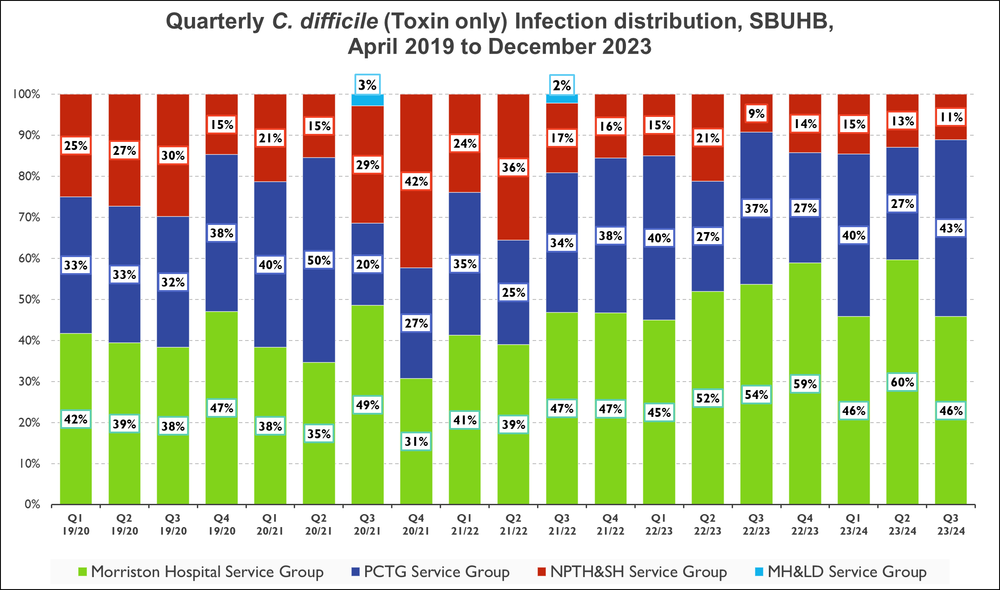 Quarterly C. difficile (Toxin only) Infection distribution, SBUHB,
April 2019 to December 2023
3% 2%
100%
90%
80%
70%
60%
50%
40%
30%
20%
10%
0%
25% 27% 30% 15% 21% 15% 29% 42% 24% 36% 17% 16% 15% 21% 9% 14% 15% 13% 11%
33% 33% 32% 38% 40% 50% 20% 27% 35% 25% 34% 38% 40% 27% 37% 27% 40% 27% 43%
42% 39% 38% 47% 38% 35% 49% 31% 41% 39% 47% 47% 45% 52% 54% 59% 46% 60% 46%
Q1 Q2 Q3 Q4 Q1 Q2 Q3 Q4 Q1 Q2 Q3 Q4 Q1 Q2 Q3 Q4 Q1 Q2 Q3
19/20 19/20 19/20 19/20 20/21 20/21 20/21 20/21 21/22 21/22 21/22 21/22 22/23 22/23 22/23 22/23 23/24 23/24 23/24
Morriston Hospital Service Group PCTG Service Group NPTH&SH Service Group MH&LD Service Group